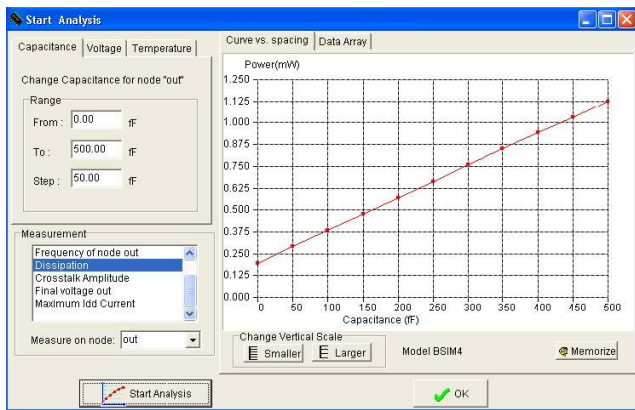 Start Analysis
Capacitance Voltage Temperature
Change Capacitance for node "out"
Range
From : 0.00 fF
To : 500.00 fF
Step : 50.00 fF
Measurement
Frequency of node out
Dissipation
Crosstalk Amplitude
Final voltage out
Maximum Idd Current
Measure on node: out
Start Analysis
Curve vs. spacing Data Array
Power(mW)
1.250
1.125
1.000
0.875
0.750
0.625
0.500
0.375
0.250
0.125
0.000
0 50 100 150 200 250 300 350 400 450 500
Capacitance (fF)
Change Vertical Scale
Smaller Larger
Model BSIM4
Memorize
OK